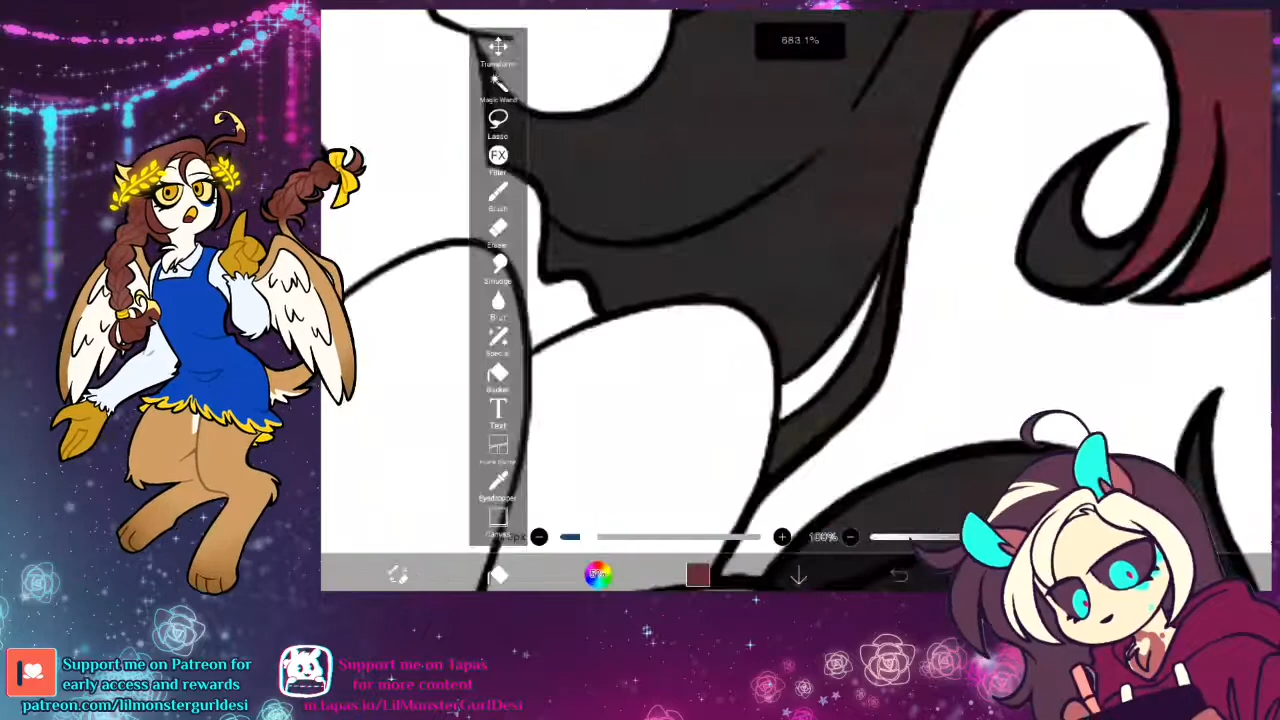 683.1%
Transform
Magic Wand
Lasso
FX
Filter
Brush
Eraser
Smudge
Blur
Special
Bucket
T
Text
Eyedropper
Canvas
100%
Support me on Patreon for
early access and rewards
patreon.com/lilmonstergurldesi
Support me on Tapas
for more content
m.tapas.io/LilMonsterGurlDesi